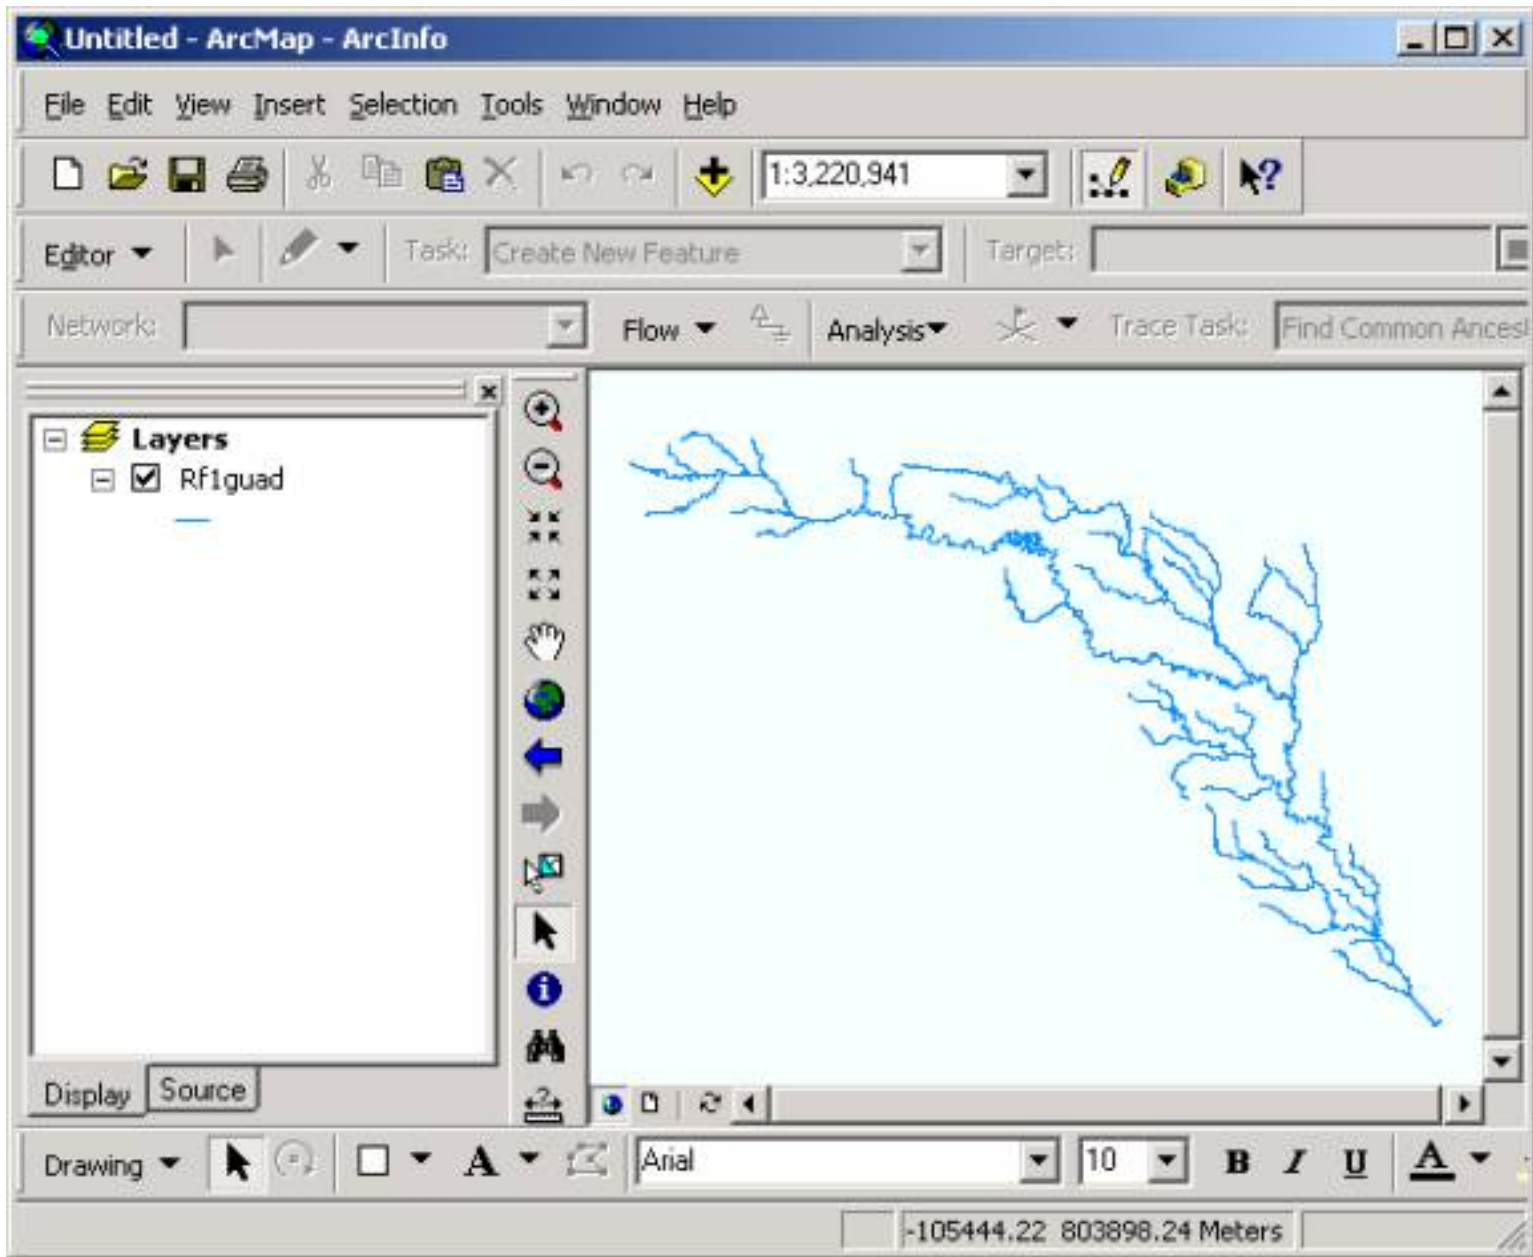 Untitled - ArcMap - ArcInfo
File Edit View Insert Selection Tools Window Help
1:3,220,941
Editor Task: Create New Feature Target:
Network: Flow Analysis Trace Task: Find Common Ancest
Layers
Rf1guad
Display Source
Drawing A Arial 10 B I U A
-105444.22 803898.24 Meters